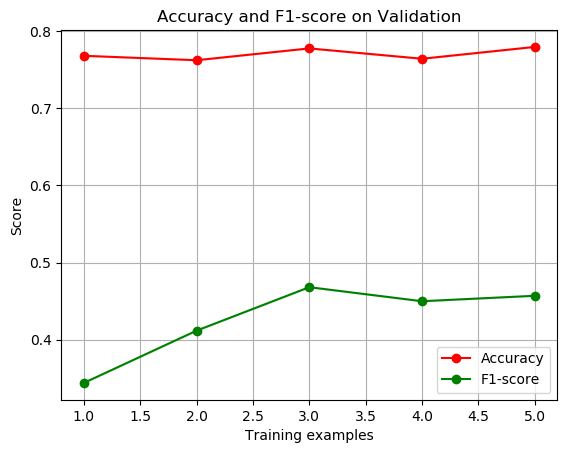 Accuracy and F1-score on Validation
0.8
0.7
0.6
0.5
0.4
Score
1.0 1.5 2.0 2.5 3.0 3.5 4.0 4.5 5.0
Training examples
Accuracy
F1-score